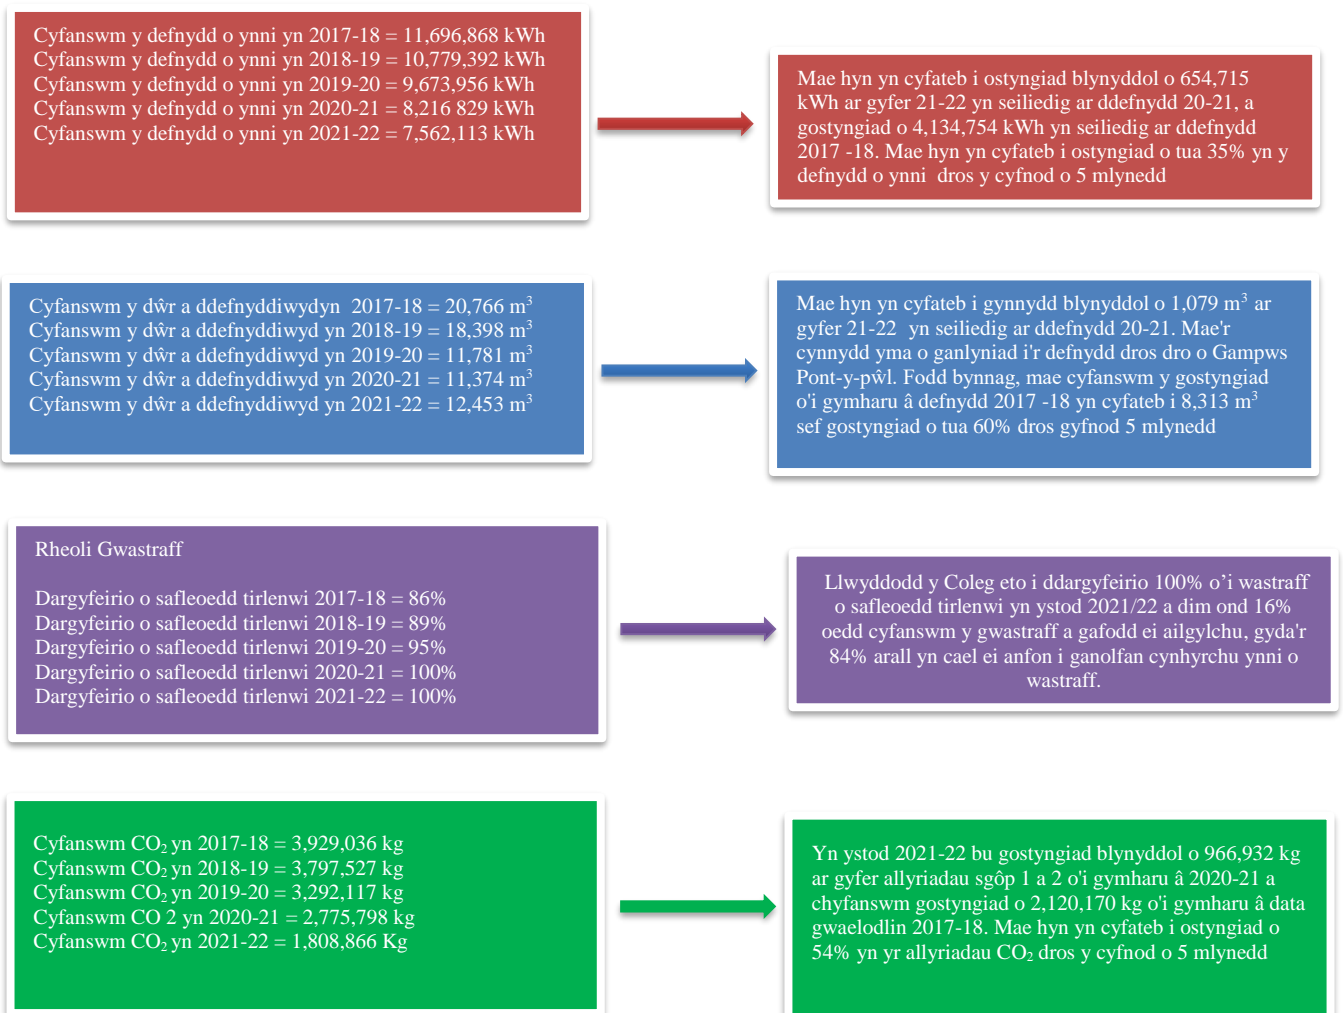 Cyfanswm y defnydd o ynni yn 2017-18 = 11,696,868 kWh
Cyfanswm y defnydd o ynni yn 2018-19 = 10,779,392 kWh
Cyfanswm y defnydd o ynni yn 2019-20 = 9,673,956 kWh
Cyfanswm y defnydd o ynni yn 2020-21 = 8,216 829 kWh
Cyfanswm y defnydd o ynni yn 2021-22 = 7,562,113 kWh
Mae hyn yn cyfateb i ostyngiad blynyddol o 654,715
kWh ar gyfer 21-22 yn seiliedig ar ddefnydd 20-21, a
gostyngiad o 4,134,754 kWh yn seiliedig ar ddefnydd
2017 -18. Mae hyn yn cyfateb i ostyngiad o tua 35% yn y
defnydd o ynni dros y cyfnod o 5 mlynedd
Cyfanswm y dŵr a ddefnyddiwydyn 2017-18 = 20,766 m³
Cyfanswm y dŵr a ddefnyddiwyd yn 2018-19 = 18,398 m³
Cyfanswm y dŵr a ddefnyddiwyd yn 2019-20 = 11,781 m³
Cyfanswm y dŵr a ddefnyddiwyd yn 2020-21 = 11,374 m³
Cyfanswm y dŵr a ddefnyddiwyd yn 2021-22 = 12,453 m³
Mae hyn yn cyfateb i gynnydd blynyddol o 1,079 m³ ar
gyfer 21-22 yn seiliedig ar ddefnydd 20-21. Mae'r
cynnydd yma o ganlyniad i'r defnydd dros dro o Gampws
Pont-y-pŵl. Fodd bynnag, mae cyfanswm y gostyngiad
o'i gymharu â defnydd 2017 -18 yn cyfateb i 8,313 m³
sef gostyngiad o tua 60% dros gyfnod 5 mlynedd
Rheoli Gwastraff
Dargyfeirio o safleoedd tirlenwi 2017-18 = 86%
Dargyfeirio o safleoedd tirlenwi 2018-19 = 89%
Dargyfeirio o safleoedd tirlenwi 2019-20 = 95%
Dargyfeirio o safleoedd tirlenwi 2020-21 = 100%
Dargyfeirio o safleoedd tirlenwi 2021-22 = 100%
Llwyddodd y Coleg eto i ddargyfeirio 100% o’i wastraff
o safleoedd tirlenwi yn ystod 2021/22 a dim ond 16%
oedd cyfanswm y gwastraff a gafodd ei ailgylchu, gyda'r
84% arall yn cael ei anfon i ganolfan cynhyrchu ynni o
wastraff.
Cyfanswm CO₂ yn 2017-18 = 3,929,036 kg
Cyfanswm CO₂ yn 2018-19 = 3,797,527 kg
Cyfanswm CO₂ yn 2019-20 = 3,292,117 kg
Cyfanswm CO 2 yn 2020-21 = 2,775,798 kg
Cyfanswm CO₂ yn 2021-22 = 1,808,866 Kg
Yn ystod 2021-22 bu gostyngiad blynyddol o 966,932 kg
ar gyfer allyriadau sgôp 1 a 2 o'i gymharu â 2020-21 a
chyfanswm gostyngiad o 2,120,170 kg o'i gymharu â data
gwaelodlin 2017-18. Mae hyn yn cyfateb i ostyngiad o
54% yn yr allyriadau CO₂ dros y cyfnod o 5 mlynedd